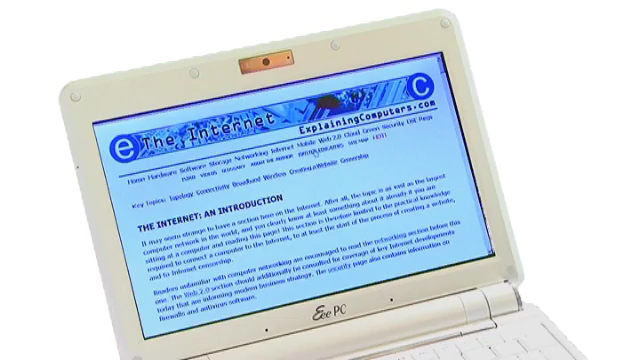 e The Internet C
ExplainingComputers.com
Home Hardware Software Storage Networking Internet Mobile Web 2.0 Cloud Green Security
Key Topics: Topology Connectivity Broadband Wireless Creating a Website Censorship
THE INTERNET: AN INTRODUCTION
It may seem strange to have a section here on the Internet. After all, the topic is as vast as the largest
computer network in the world, and you clearly know at least something about it already if you are
sitting at a computer and reading this page! This section is therefore limited to the practical knowledge
required to connect a computer to the Internet, to at least the start of the process of creating a website,
and to Internet censorship.
Readers unfamiliar with computer networking are encouraged to read the networking section before this
one. The Web 2.0 section should additionally be consulted for coverage of key Internet developments
today that are informing modern business strategy. The security page also contains information on
firewalls and antivirus software.
Eee PC